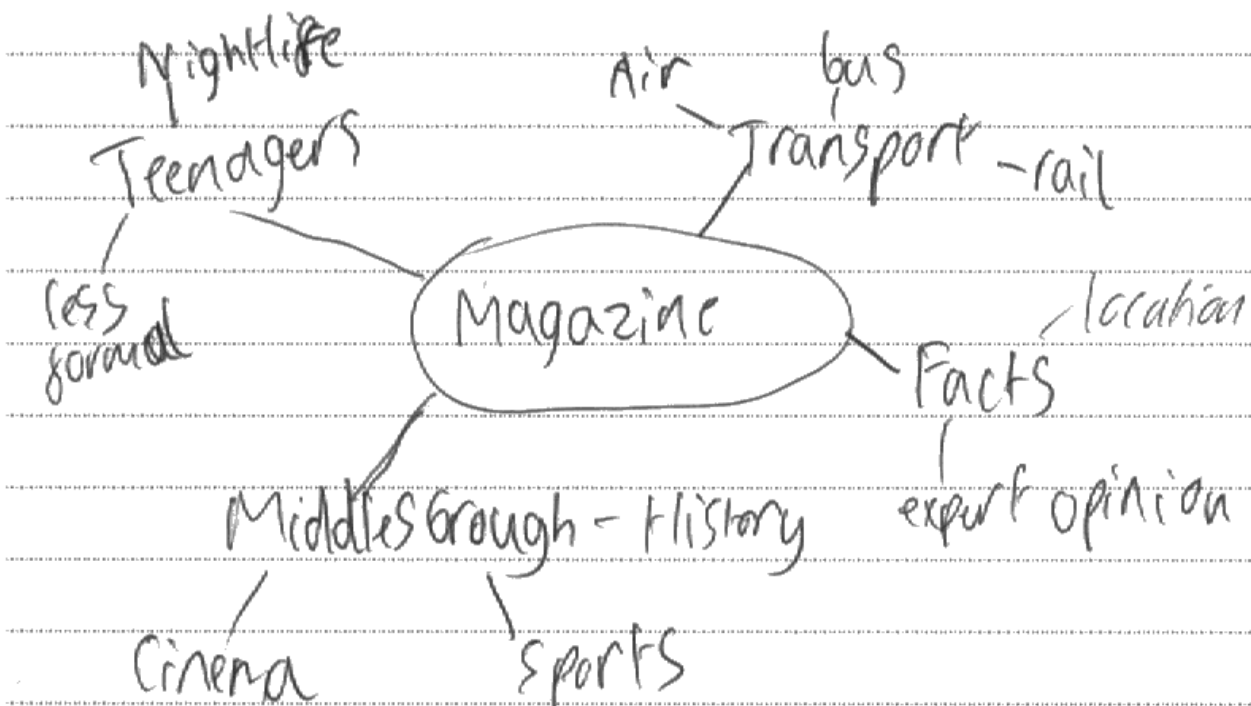 Nightlife
Teenagers
less
formal
Air
bus
Transport - rail
Magazine
location
Facts
expert opinion
Middlesbrough - History
Cinema
Sports